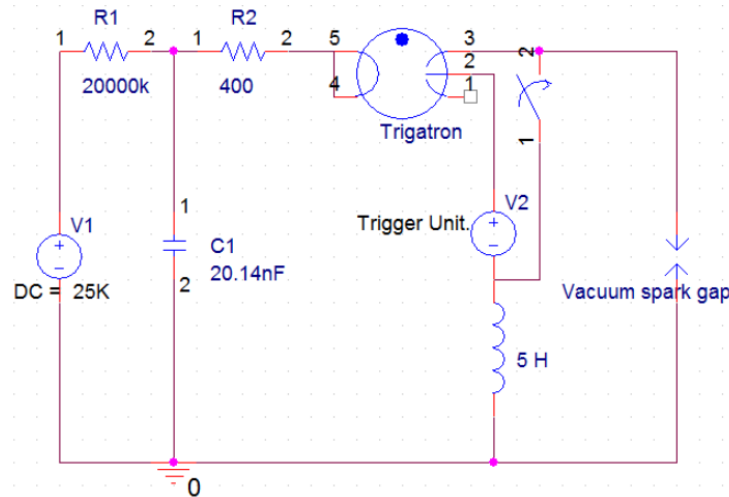 R1
R2
1 2 1 2 5 3
2
4 1
2
20000k
400
Trigatron
1
V2
1
Trigger Unit.
V1
C1
20.14nF
DC = 25K
2
Vacuum spark gap
5 H
0